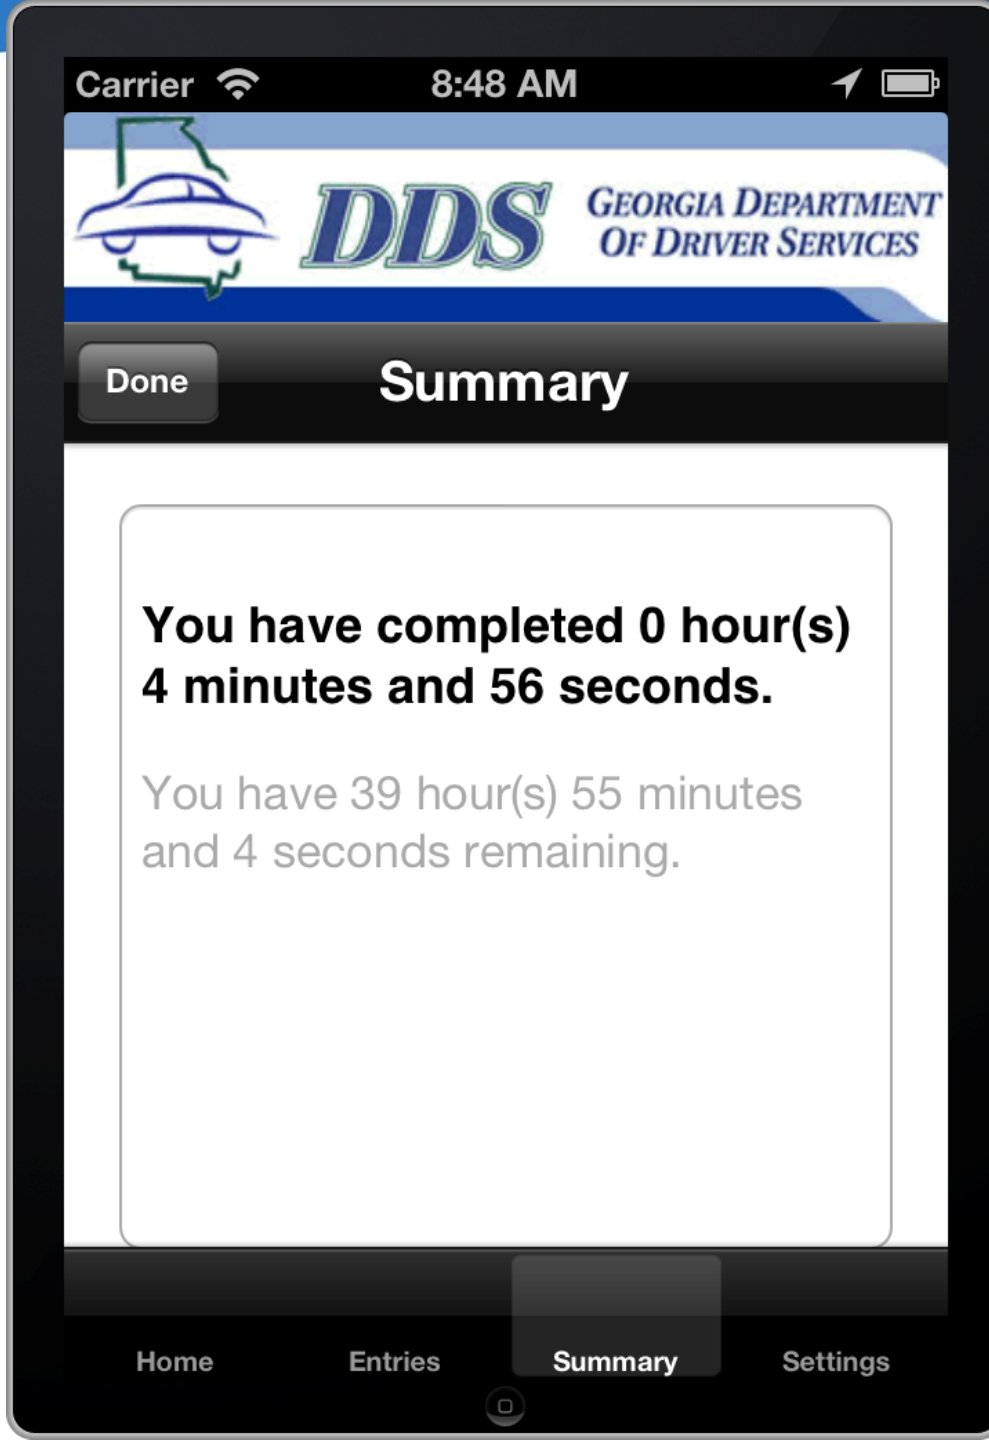 Carrier 8:48 AM
DDS GEORGIA DEPARTMENT
OF DRIVER SERVICES
Done Summary
You have completed 0 hour(s)
4 minutes and 56 seconds.
You have 39 hour(s) 55 minutes
and 4 seconds remaining.
Home Entries Summary Settings